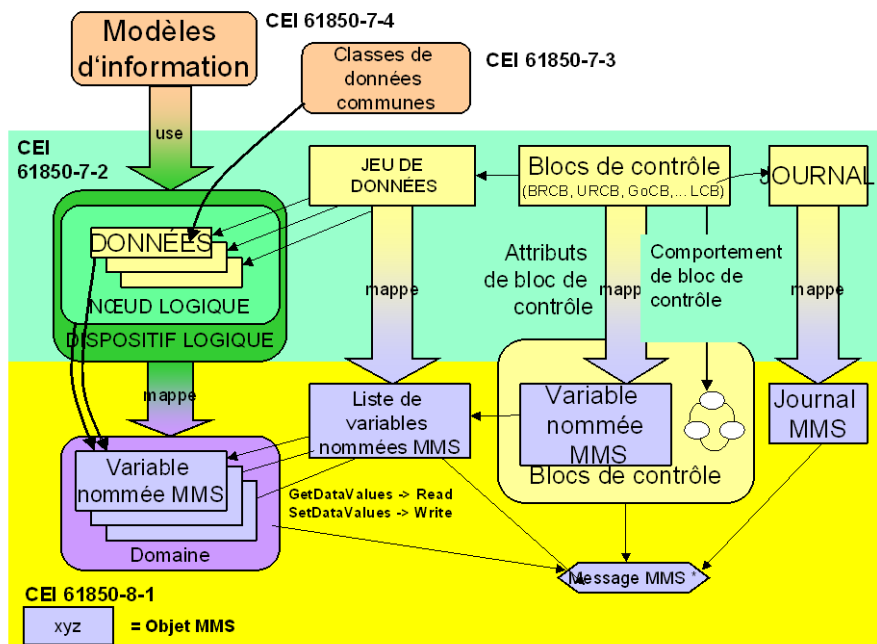 Modèles
d'information
CEI 61850-7-4
Classes de
données
communes
CEI 61850-7-3
use
CEI
61850-7-2
JEU DE
DONNÉES
Blocs de contrôle
(BRCB, URCB, GoCB,... LCB)
JOURNAL
DONNÉES
NŒUD LOGIQUE
DISPOSITIF LOGIQUE
mappe
Attributs
de bloc de
contrôle
mappe
Comportement
de bloc de
contrôle
mappe
mappe
Liste de
variables
nommées MMS
Variable
nommée
MMS
Blocs de contrôle
Journal
MMS
Variable
nommée MMS
Domaine
GetDataValues -> Read
SetDataValues -> Write
Message MMS *
CEI 61850-8-1
xyz
= Objet MMS